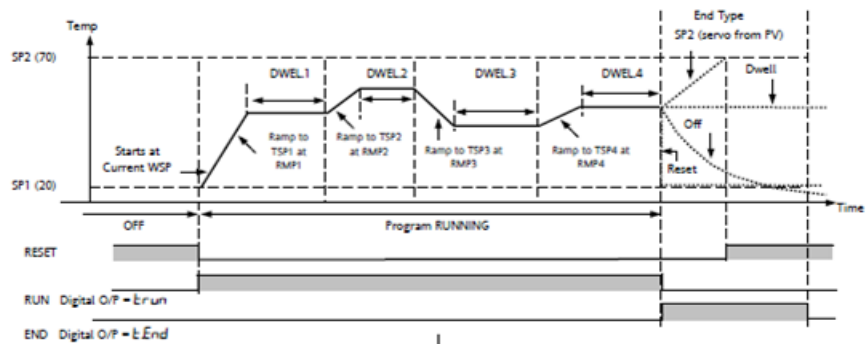 Temp
End Type
SP2 (servo from PV)
SP2 (70)
DWEL.1
DWEL.2
DWEL.3
DWEL.4
Dwell
Ramp to
TSP1 at
RMP1
Ramp to TSP2
at RMP2
Ramp to TSP3 at
RMP3
Ramp to TSP4 at
RMP4
Off
Starts at
Current WSP
Reset
SP1 (20)
Time
OFF
Program RUNNING
RESET
RUN Digital O/P = trun
END Digital O/P = tEnd